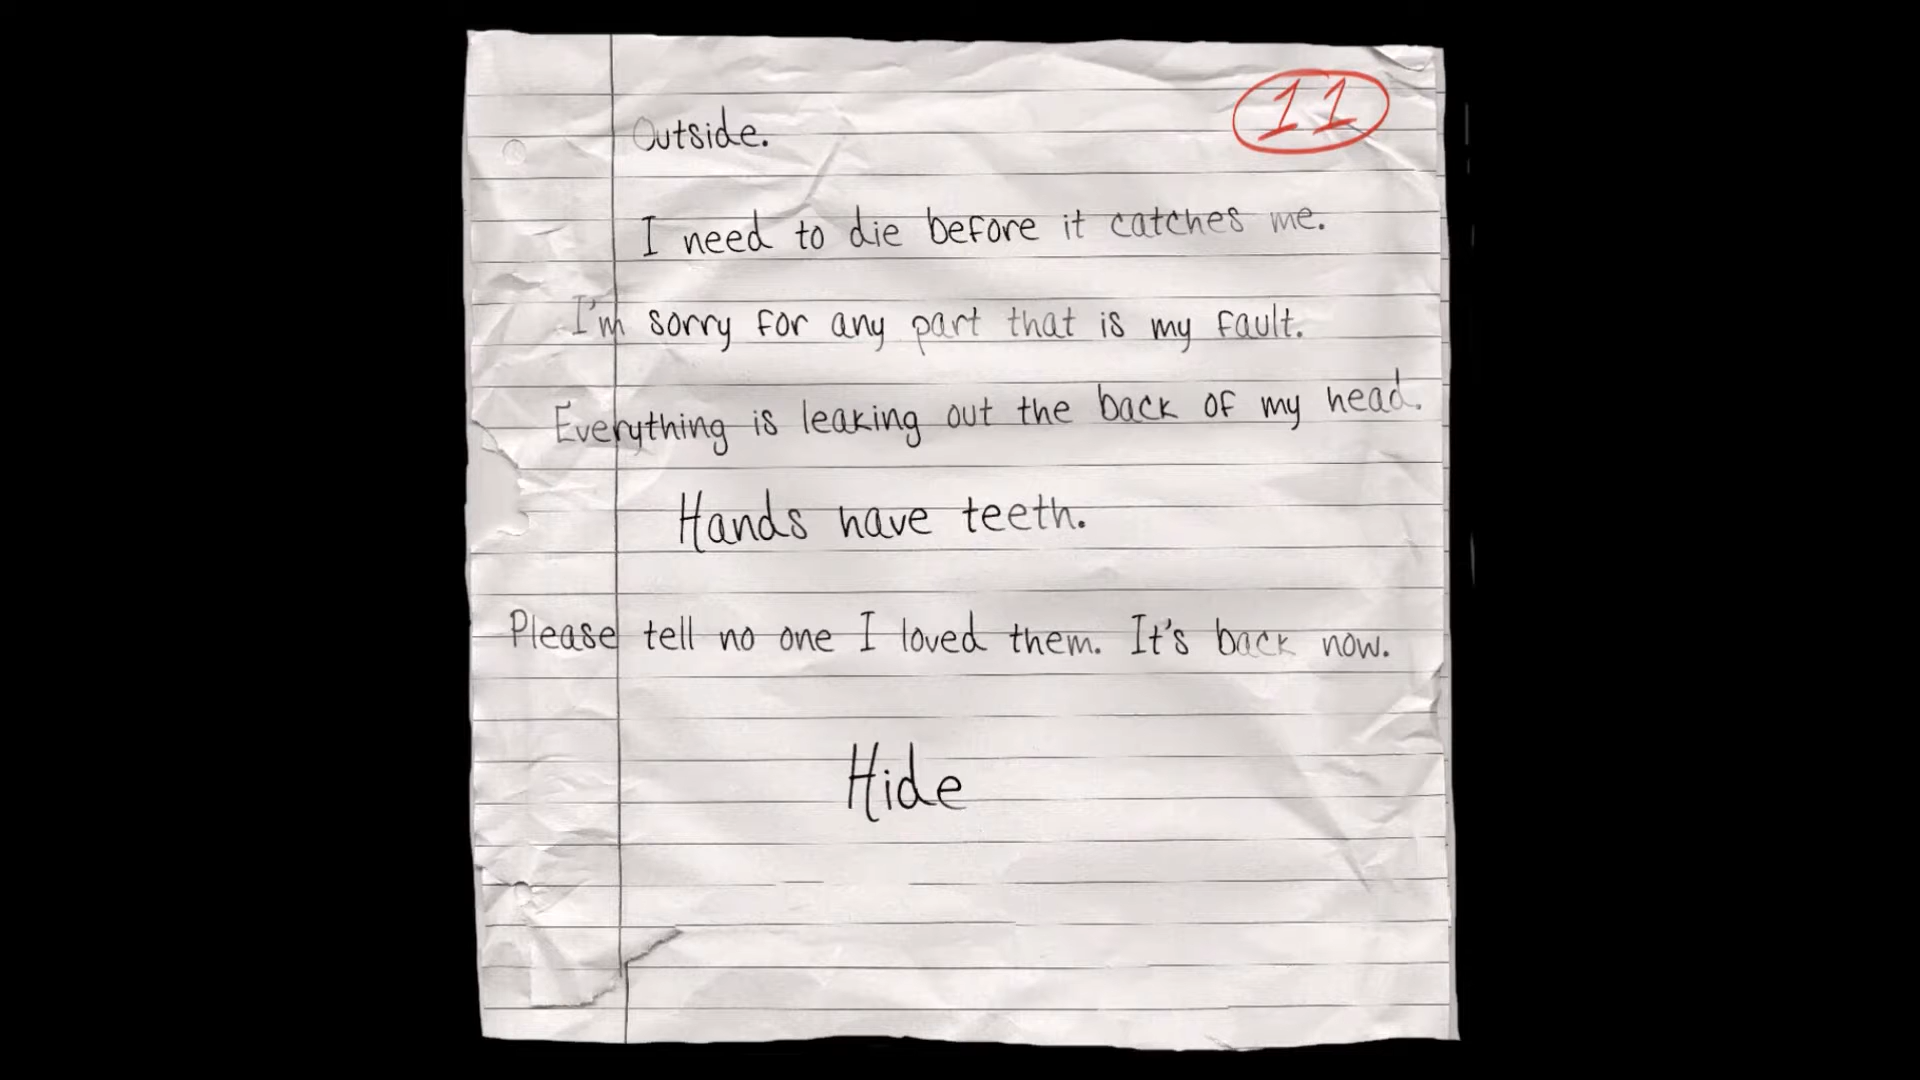 11
Outside.
I need to die before it catches me.
I'm sorry for any part that is my fault.
Everything is leaking out the back of my head.
Hands have teeth.
Please tell no one I loved them. It's back now.
Hide